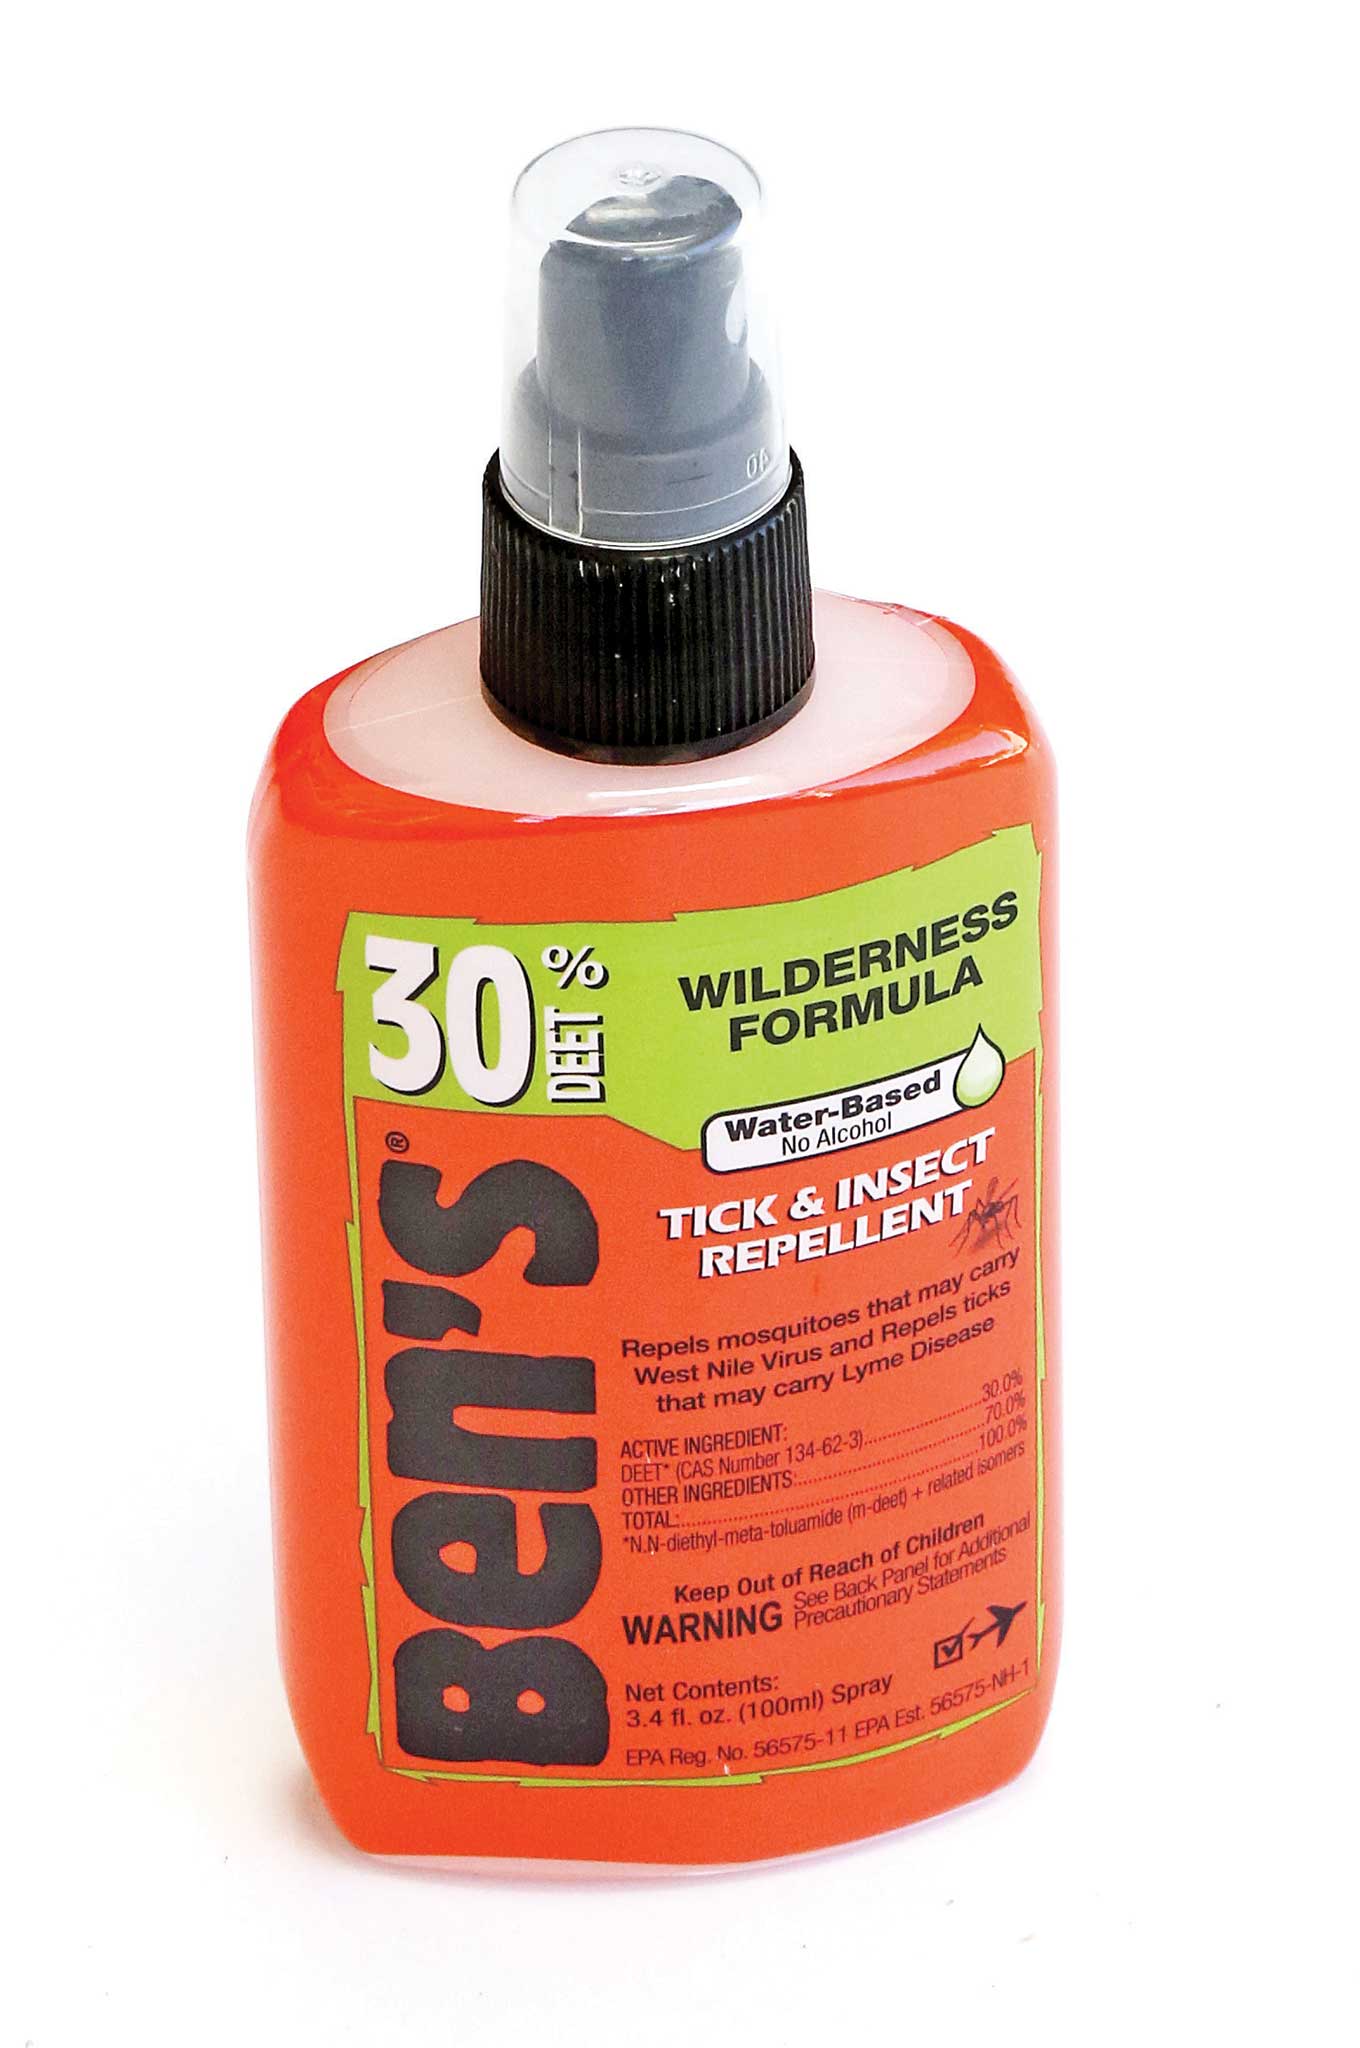 30% DEET
WILDERNESS
FORMULA
Water-Based
No Alcohol
Ben's®
TICK & INSECT
REPELLENT
Repels mosquitoes that may carry
West Nile Virus and Repels ticks
that may carry Lyme Disease
ACTIVE INGREDIENT:
DEET* (CAS Number 134-62-3)..............................30.0%
OTHER INGREDIENTS:..............................70.0%
TOTAL:..............................100.0%
*N.N-diethyl-meta-toluamide (m-deet) + related isomers
Keep Out of Reach of Children
WARNING See Back Panel for Additional
Precautionary Statements
Net Contents:
3.4 fl. oz. (100ml) Spray
EPA Reg. No. 56575-11 EPA Est. 56575-NH-1